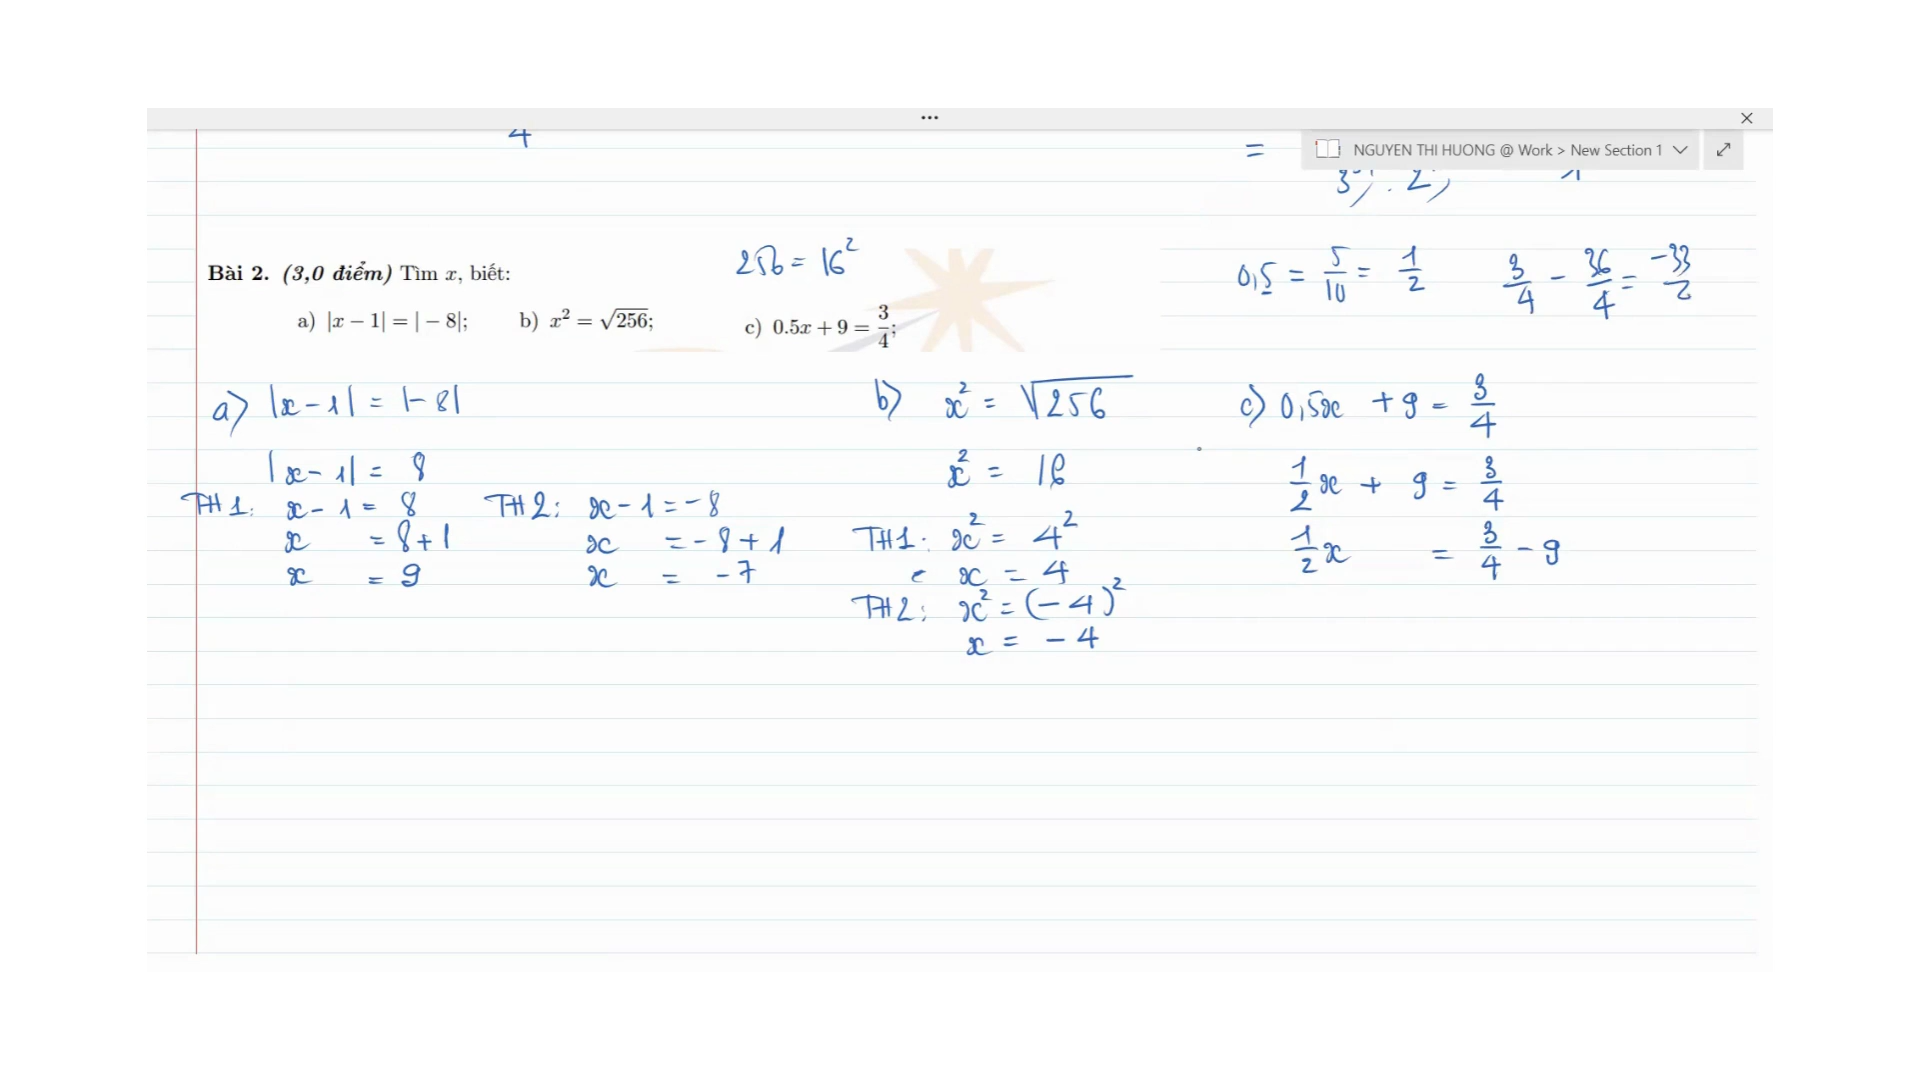 ...
4
=
NGUYEN THI HUONG @ Work > New Section 1
Bài 2. (3,0 điểm) Tìm x, biết:
a) |x − 1| = | − 8|; b) x² = √256; c) 0.5x + 9 = 3/4;
256 = 16²
0,5 = 5/10 = 1/2
3/4 - 36/4 = -33/2
a) |x - 1| = |- 8|
|x - 1| = 8
TH1: x - 1 = 8
x = 8 + 1
x = 9
TH2: x - 1 = - 8
x = - 8 + 1
x = - 7
b) x² = √256
x² = 16
TH1: x² = 4²
x = 4
TH2: x² = (- 4)²
x = - 4
c) 0,5x + 9 = 3/4
1/2 x + 9 = 3/4
1/2 x = 3/4 - 9